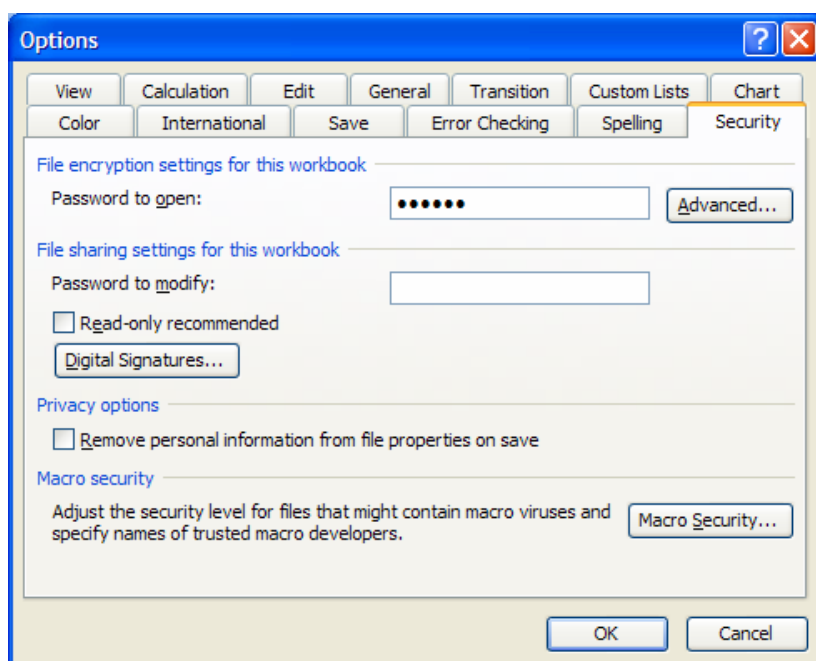 Options
View Calculation Edit General Transition Custom Lists Chart
Color International Save Error Checking Spelling Security
File encryption settings for this workbook
Password to open: •••••• Advanced...
File sharing settings for this workbook
Password to modify:
Read-only recommended
Digital Signatures...
Privacy options
Remove personal information from file properties on save
Macro security
Adjust the security level for files that might contain macro viruses and
specify names of trusted macro developers.
Macro Security...
OK Cancel